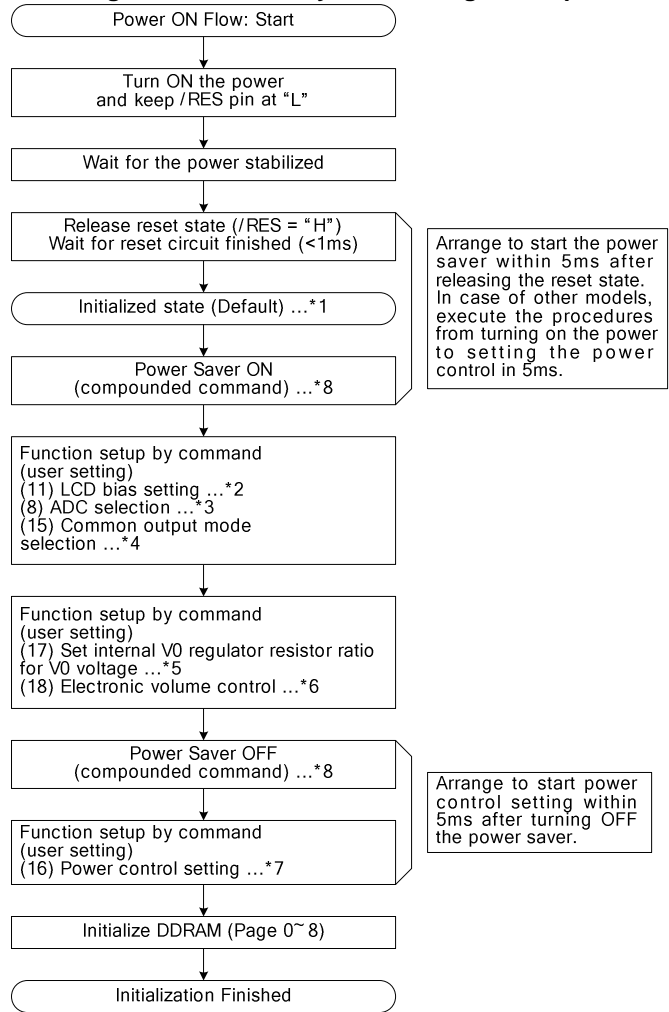 Power ON Flow: Start
Turn ON the power
and keep /RES pin at “L”
Wait for the power stabilized
Release reset state (/RES = “H”)
Wait for reset circuit finished (<1ms)
Arrange to start the power
saver within 5ms after
releasing the reset state.
In case of other models,
execute the procedures
from turning on the power
to setting the power
control in 5ms.
Initialized state (Default) ...*1
Power Saver ON
(compounded command) ...*8
Function setup by command
(user setting)
(11) LCD bias setting ...*2
(8) ADC selection ...*3
(15) Common output mode
selection ...*4
Function setup by command
(user setting)
(17) Set internal V0 regulator resistor ratio
for V0 voltage ...*5
(18) Electronic volume control ...*6
Power Saver OFF
(compounded command) ...*8
Arrange to start power
control setting within
5ms after turning OFF
the power saver.
Function setup by command
(user setting)
(16) Power control setting ...*7
Initialize DDRAM (Page 0~8)
Initialization Finished